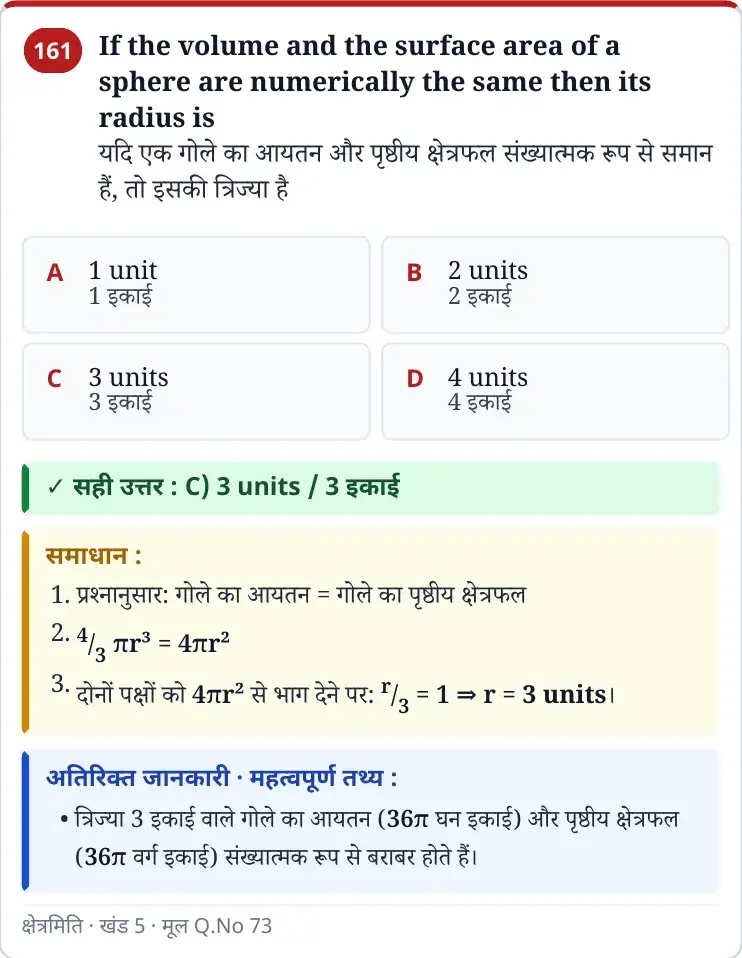 161
If the volume and the surface area of a
sphere are numerically the same then its
radius is
यदि एक गोले का आयतन और पृष्ठीय क्षेत्रफल संख्यात्मक रूप से समान
हैं, तो इसकी त्रिज्या है
A 1 unit
1 इकाई
B 2 units
2 इकाई
C 3 units
3 इकाई
D 4 units
4 इकाई
✓ सही उत्तर : C) 3 units / 3 इकाई
समाधान :
1. प्रश्नानुसार: गोले का आयतन = गोले का पृष्ठीय क्षेत्रफल
2. ⁴/₃ πr³ = 4πr²
3. दोनों पक्षों को 4πr² से भाग देने पर: ʳ/₃ = 1 ⇒ r = 3 units।
अतिरिक्त जानकारी · महत्वपूर्ण तथ्य :
• त्रिज्या 3 इकाई वाले गोले का आयतन (36π घन इकाई) और पृष्ठीय क्षेत्रफल
(36π वर्ग इकाई) संख्यात्मक रूप से बराबर होते हैं।
क्षेत्रमिति · खंड 5 · मूल Q.No 73